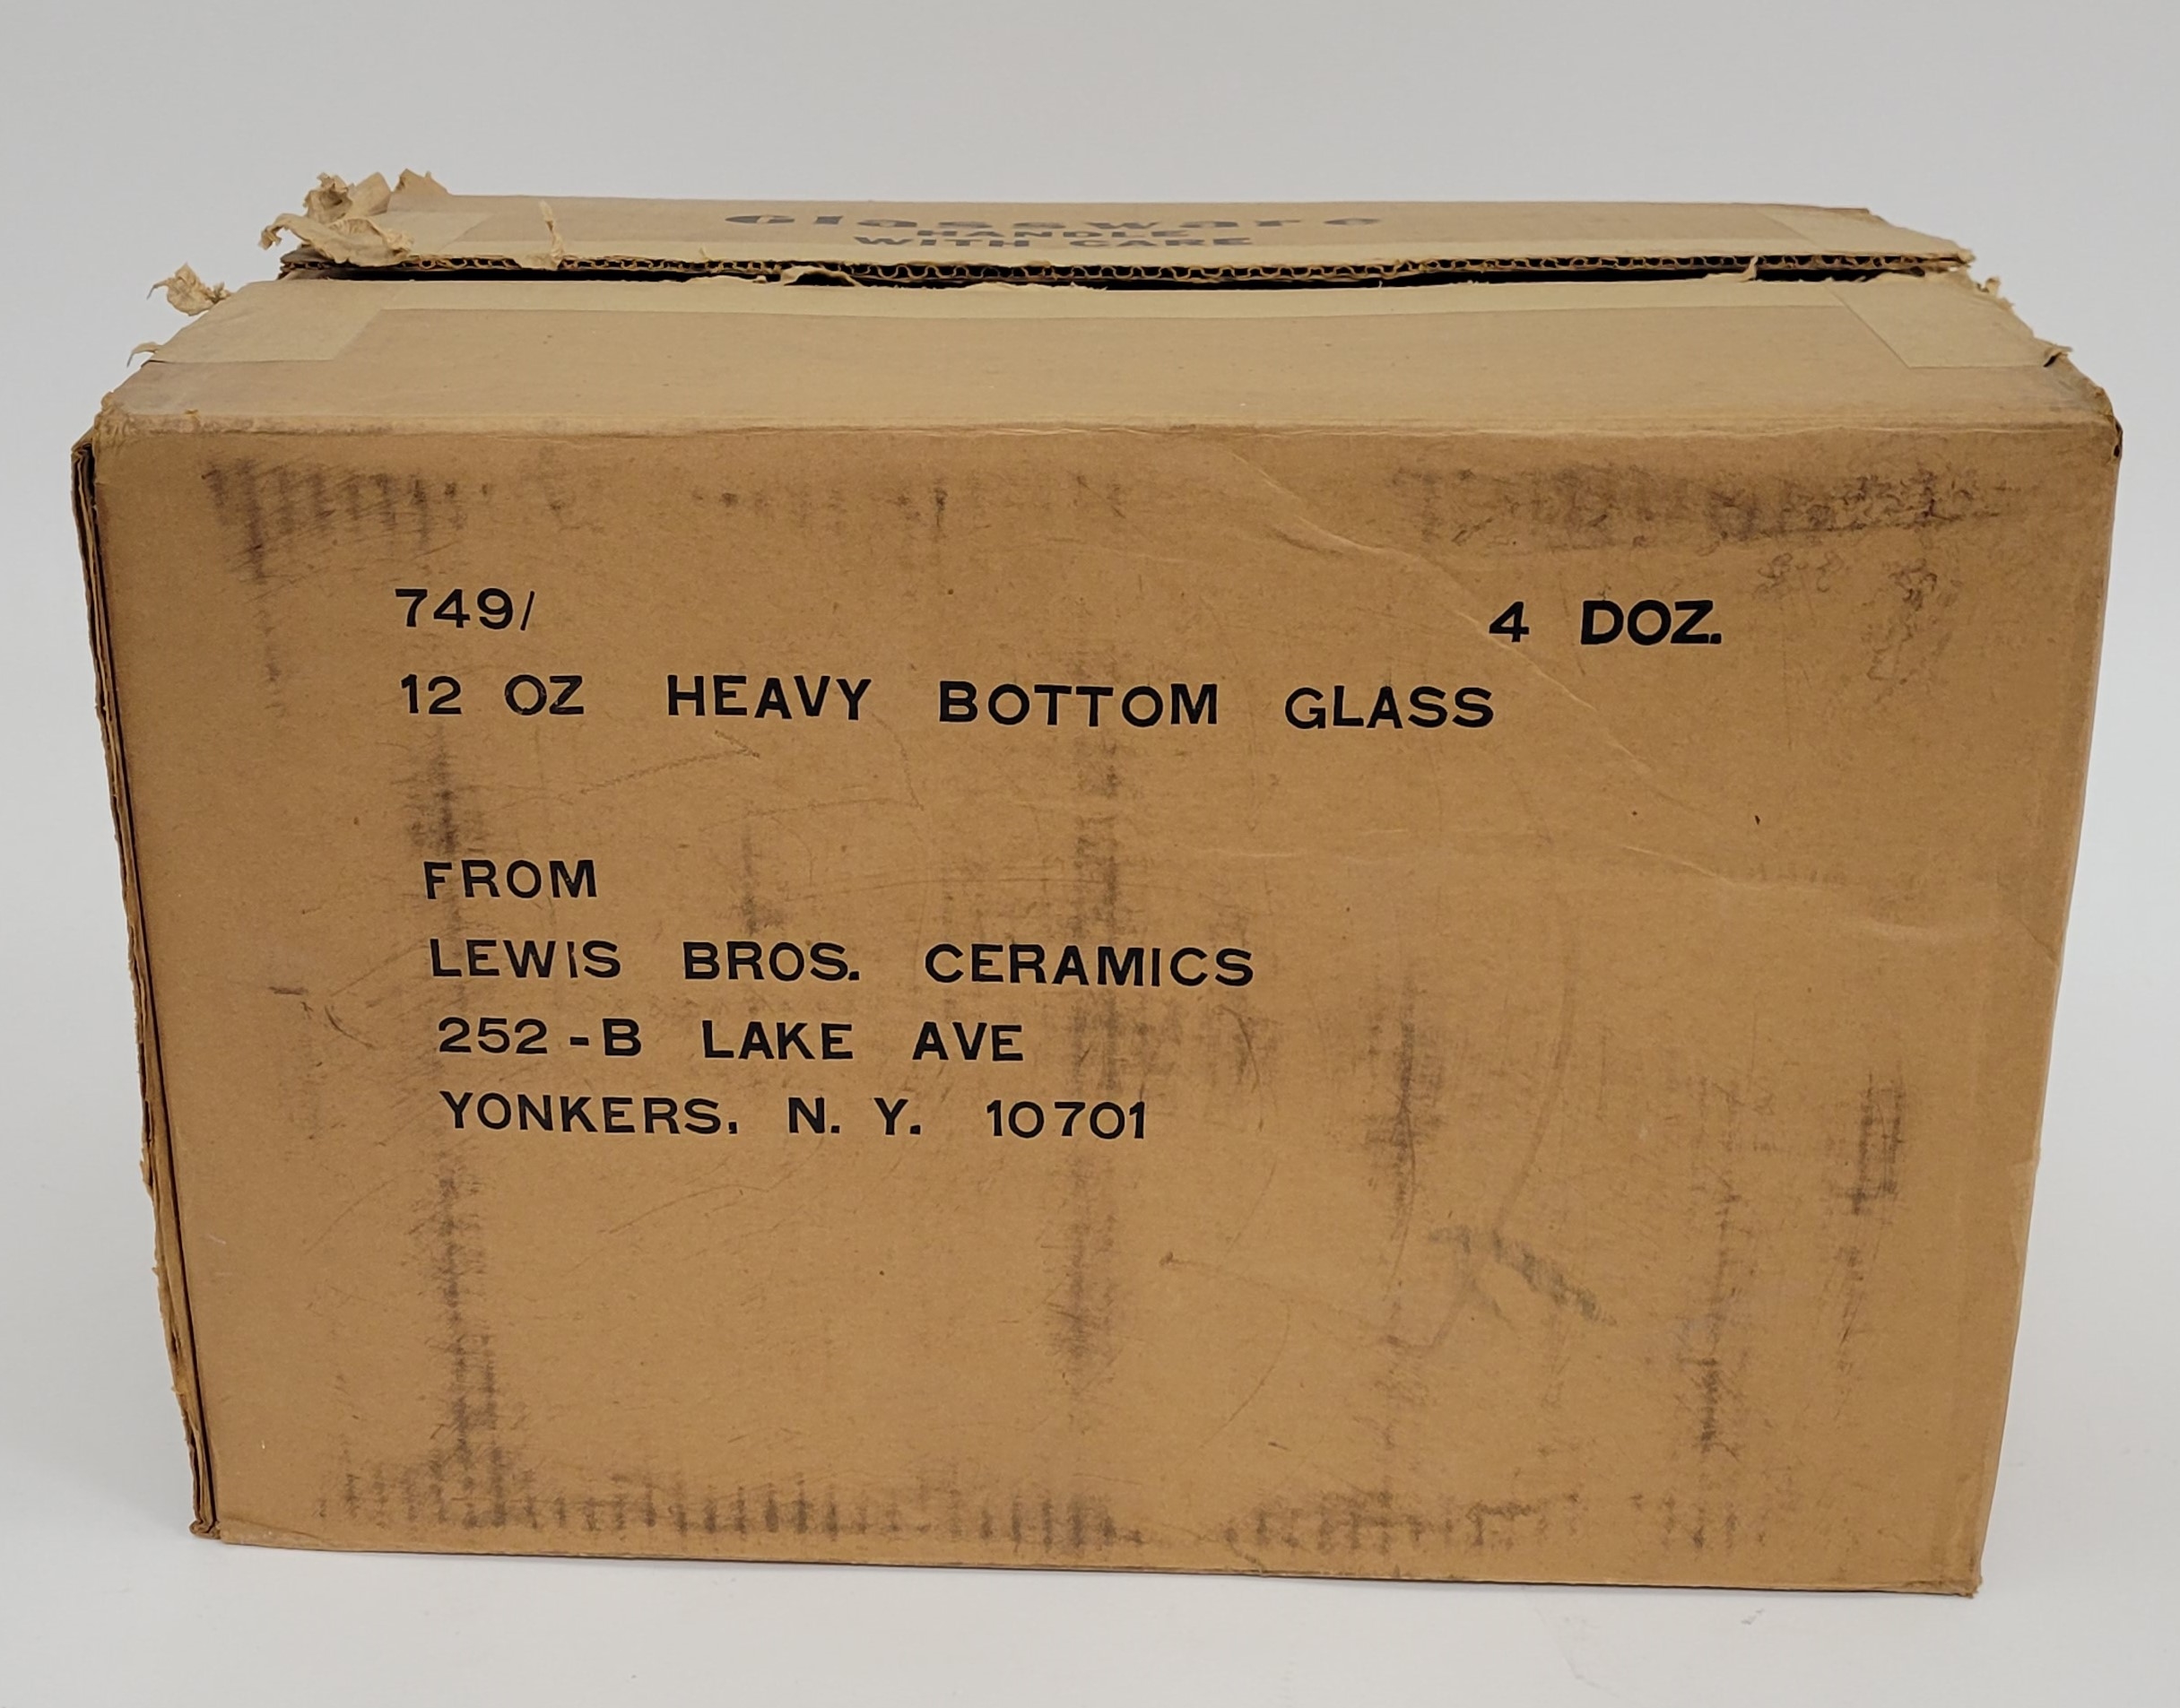 Glassware
HANDLE
WITH CARE
749/ 4 DOZ.
12 OZ HEAVY BOTTOM GLASS
FROM
LEWIS BROS. CERAMICS
252-B LAKE AVE
YONKERS, N. Y. 10701